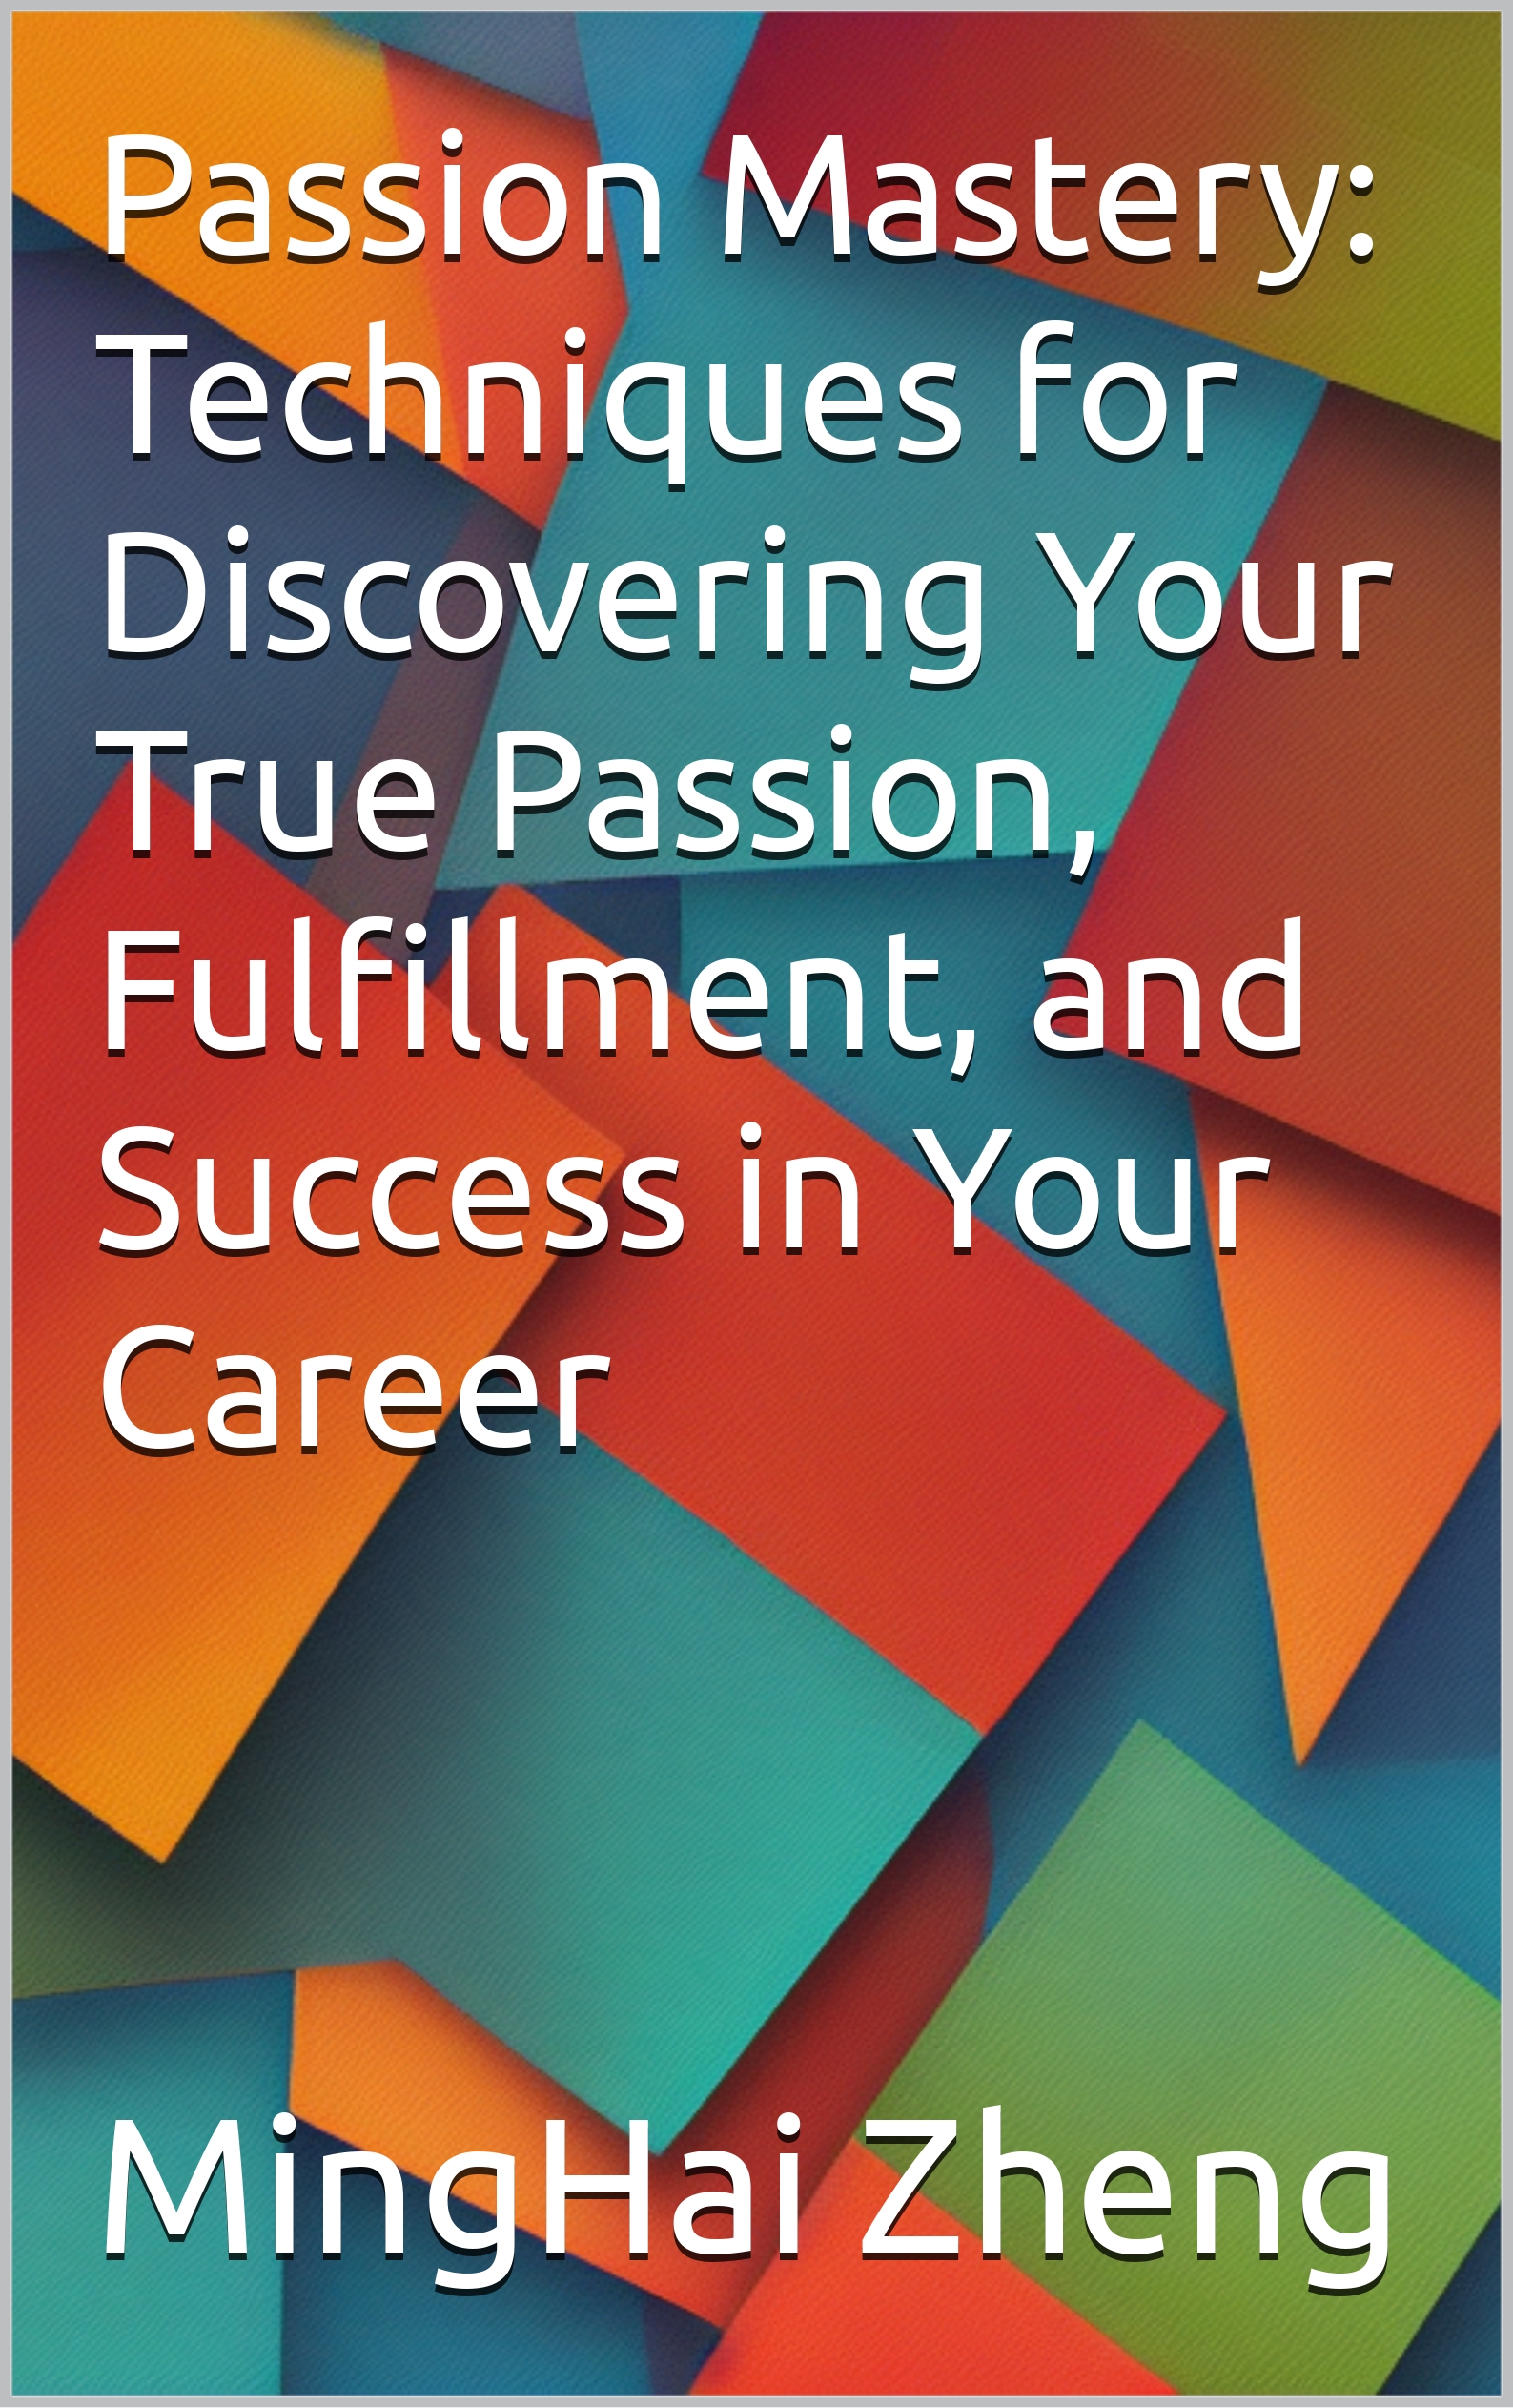 Passion Mastery:
Techniques for
Discovering Your
True Passion,
Fulfillment, and
Success in Your
Career
MingHai Zheng